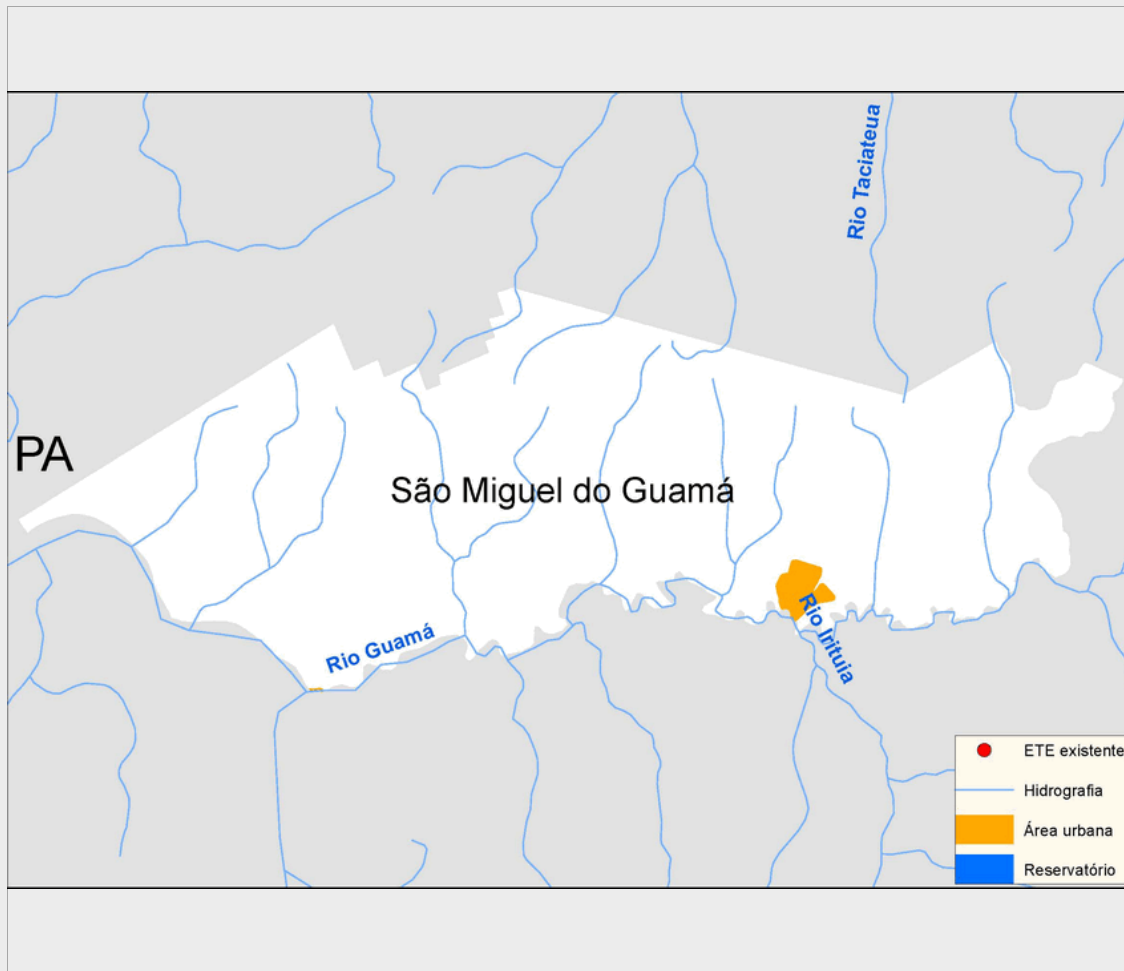 Rio Taciateua
PA
São Miguel do Guamá
Rio Guamá
Rio Irituia
ETE existente
Hidrografia
Área urbana
Reservatório